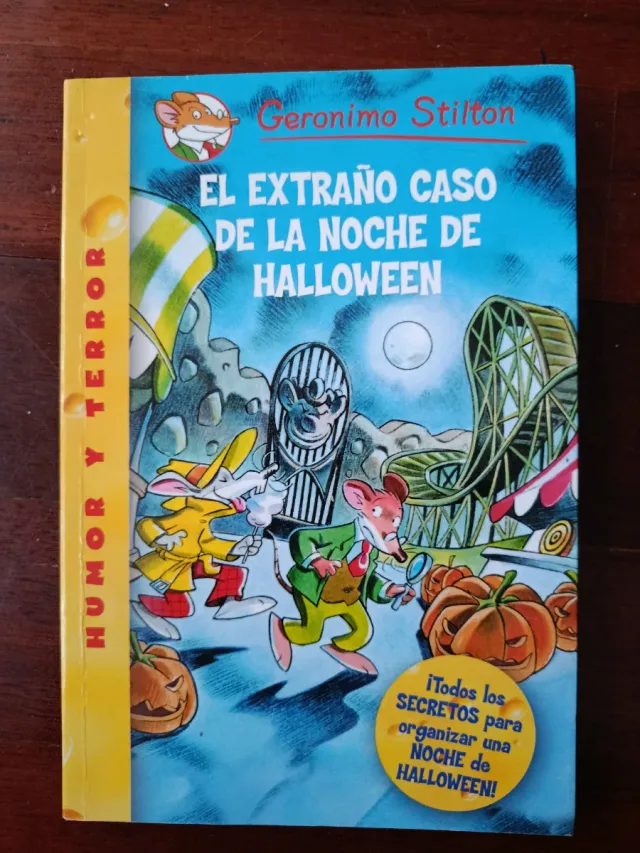 Geronimo Stilton
EL EXTRAÑO CASO
DE LA NOCHE DE
HALLOWEEN
HUMOR Y TERROR
¡Todos los
SECRETOS para
organizar una
NOCHE de
HALLOWEEN!